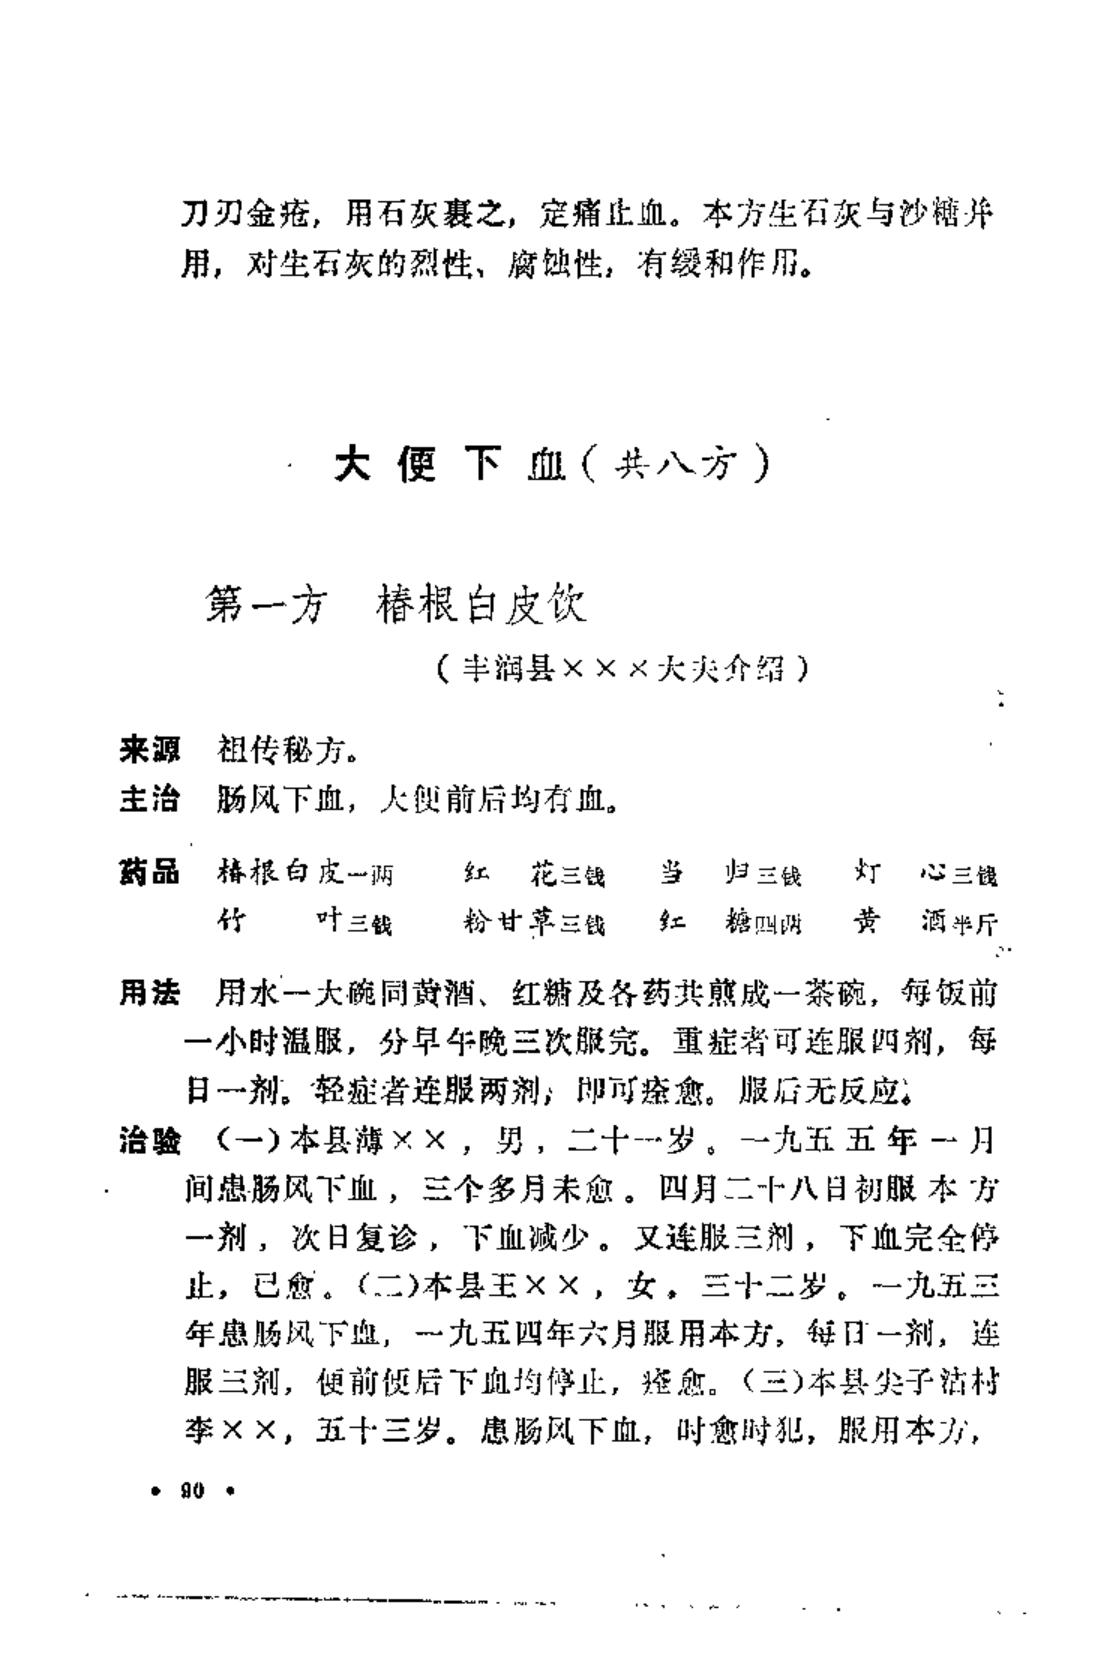 刀刃金疮，用石灰裹之，定痛止血。本方生石灰与沙糖并
用，对生石灰的烈性、腐蚀性，有缓和作用。
大便下血（共八方）
第一方　椿根白皮饮
（丰润县×××大夫介绍）
来源　祖传秘方。
主治　肠风下血，大便前后均有血。
药品　椿根白皮一两　红花三钱　当归三钱　灯心三钱
竹叶三钱　粉甘草三钱　红糖四两　黄酒半斤
用法　用水一大碗同黄酒、红糖及各药共煎成一茶碗，每饭前
一小时温服，分早午晚三次服完。重症者可连服四剂，每
日一剂。轻症者连服两剂，即可痊愈。服后无反应。
治验　（一）本县薄××，男，二十一岁。一九五五年一月
间患肠风下血，三个多月未愈。四月二十八日初服本方
一剂，次日复诊，下血减少。又连服三剂，下血完全停
止，已愈。（二）本县王××，女，三十二岁。一九五三
年患肠风下血，一九五四年六月服用本方，每日一剂，连
服三剂，便前便后下血均停止，痊愈。（三）本县尖子沽村
李××，五十三岁。患肠风下血，时愈时犯，服用本方，
• 90 •